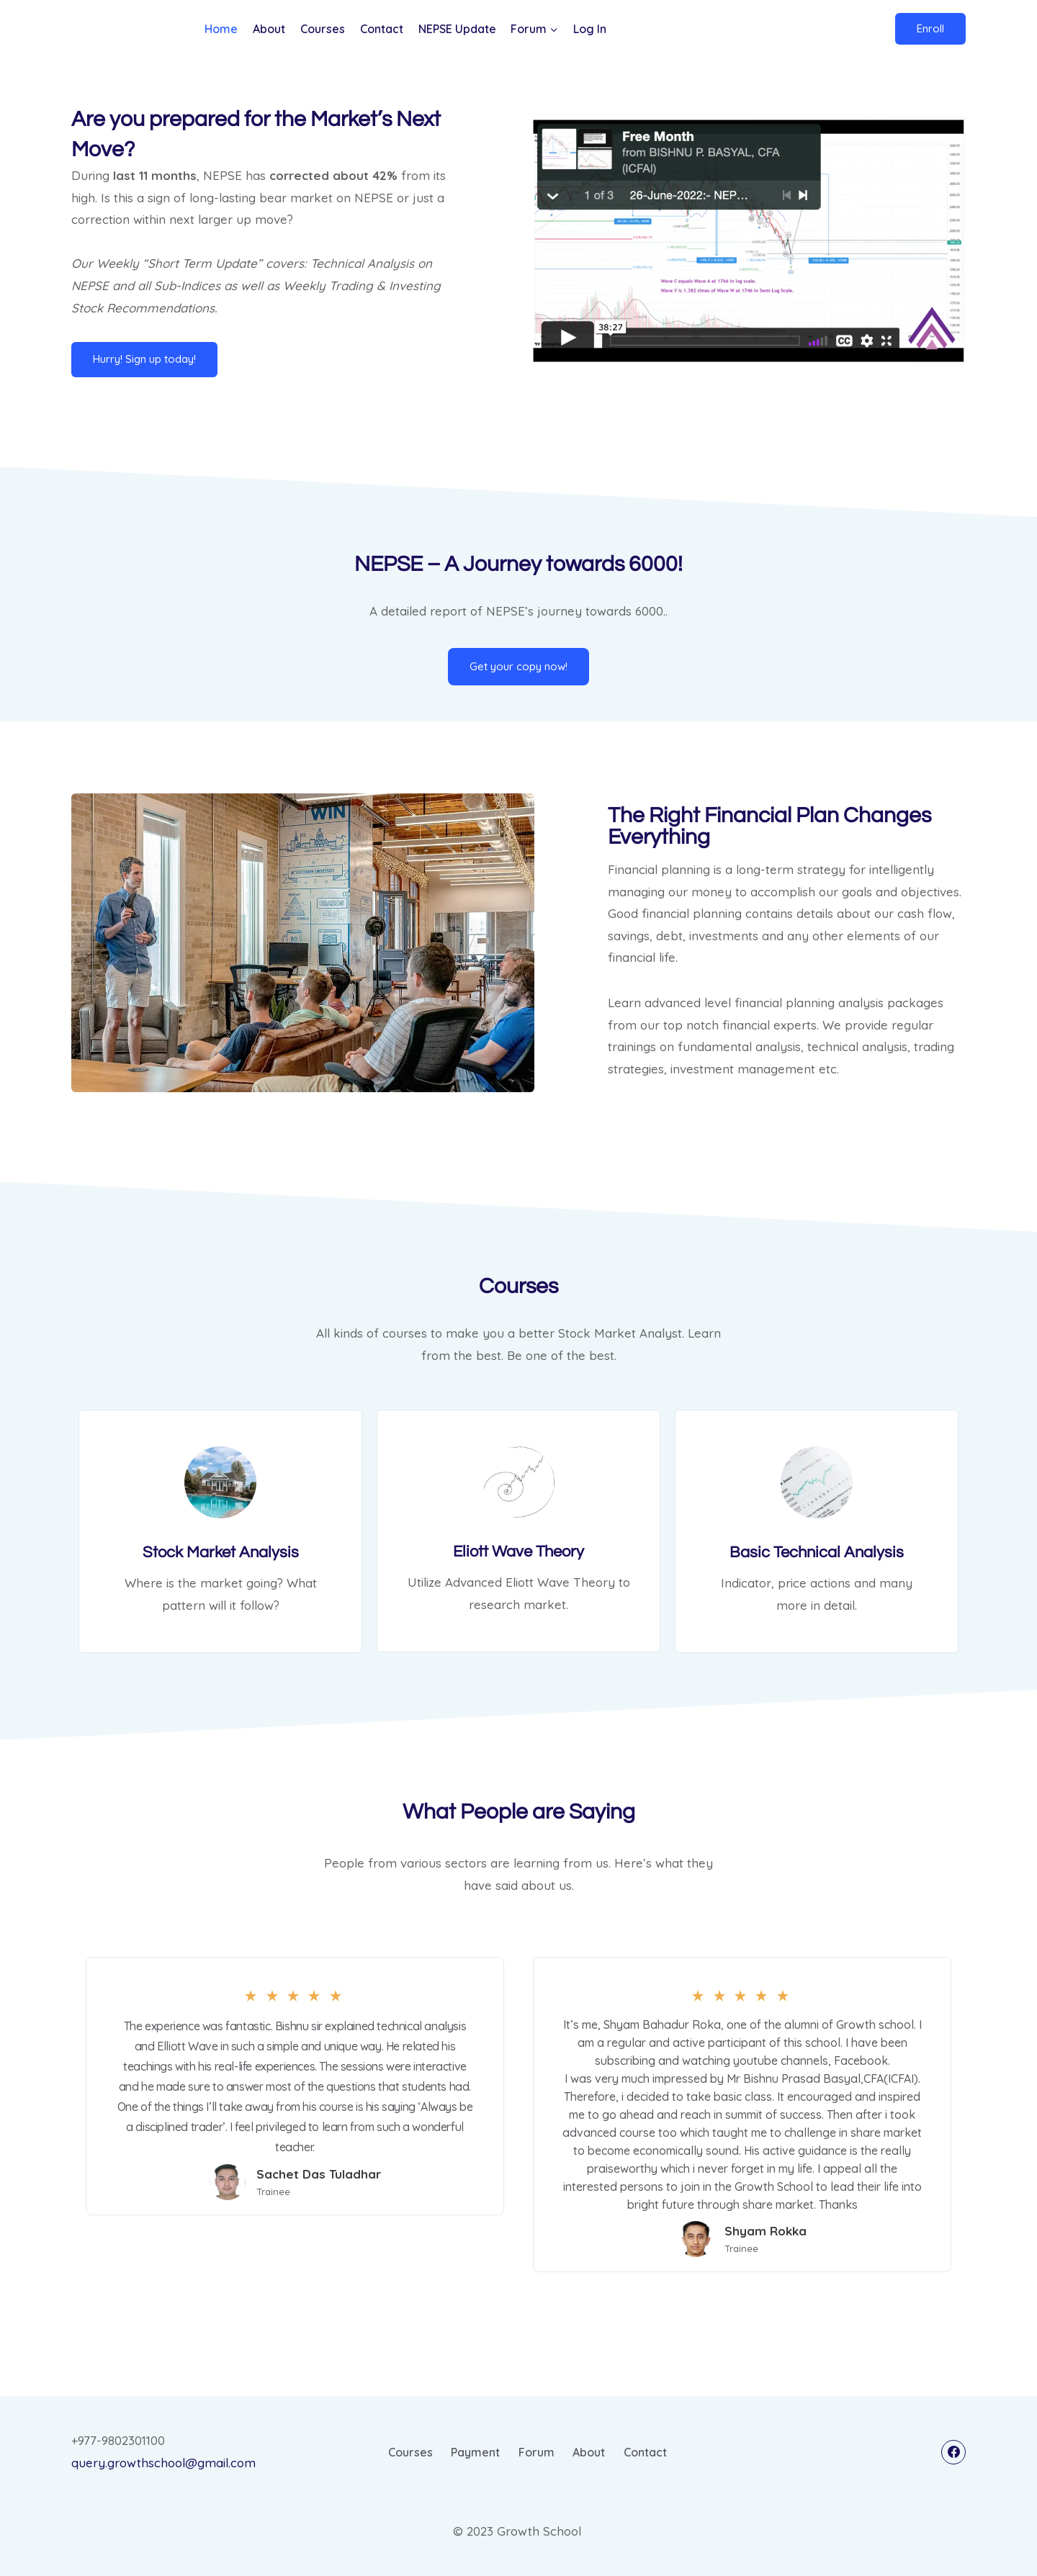 Home About Courses Contact NEPSE Update Forum Log In Enroll
Are you prepared for the Market’s Next
Move?
During last 11 months, NEPSE has corrected about 42% from its
high. Is this a sign of long-lasting bear market on NEPSE or just a
correction within next larger up move?
Our Weekly “Short Term Update” covers: Technical Analysis on
NEPSE and all Sub-Indices as well as Weekly Trading & Investing
Stock Recommendations.
Hurry! Sign up today!
Free Month
from BISHNU P. BASYAL, CFA
(ICFAI)
1 of 3 26-June-2022:- NEP...
Wave C equals Wave A at 1766 in log scale.
Wave Y is 1.382 times of Wave W at 1746 in Semi Log Scale.
38:27
CC
NEPSE – A Journey towards 6000!
A detailed report of NEPSE’s journey towards 6000..
Get your copy now!
WIN
The Right Financial Plan Changes
Everything
Financial planning is a long-term strategy for intelligently
managing our money to accomplish our goals and objectives.
Good financial planning contains details about our cash flow,
savings, debt, investments and any other elements of our
financial life.
Learn advanced level financial planning analysis packages
from our top notch financial experts. We provide regular
trainings on fundamental analysis, technical analysis, trading
strategies, investment management etc.
Courses
All kinds of courses to make you a better Stock Market Analyst. Learn
from the best. Be one of the best.
Stock Market Analysis
Where is the market going? What
pattern will it follow?
Eliott Wave Theory
Utilize Advanced Eliott Wave Theory to
research market.
Basic Technical Analysis
Indicator, price actions and many
more in detail.
What People are Saying
People from various sectors are learning from us. Here’s what they
have said about us.
The experience was fantastic. Bishnu sir explained technical analysis
and Elliott Wave in such a simple and unique way. He related his
teachings with his real-life experiences. The sessions were interactive
and he made sure to answer most of the questions that students had.
One of the things I’ll take away from his course is his saying ‘Always be
a disciplined trader’. I feel privileged to learn from such a wonderful
teacher.
Sachet Das Tuladhar
Trainee
It’s me, Shyam Bahadur Roka, one of the alumni of Growth school. I
am a regular and active participant of this school. I have been
subscribing and watching youtube channels, Facebook.
I was very much impressed by Mr Bishnu Prasad Basyal,CFA(ICFAI).
Therefore, i decided to take basic class. It encouraged and inspired
me to go ahead and reach in summit of success. Then after i took
advanced course too which taught me to challenge in share market
to become economically sound. His active guidance is the really
praiseworthy which i never forget in my life. I appeal all the
interested persons to join in the Growth School to lead their life into
bright future through share market. Thanks
Shyam Rokka
Trainee
+977-9802301100
query.growthschool@gmail.com
Courses Payment Forum About Contact
© 2023 Growth School